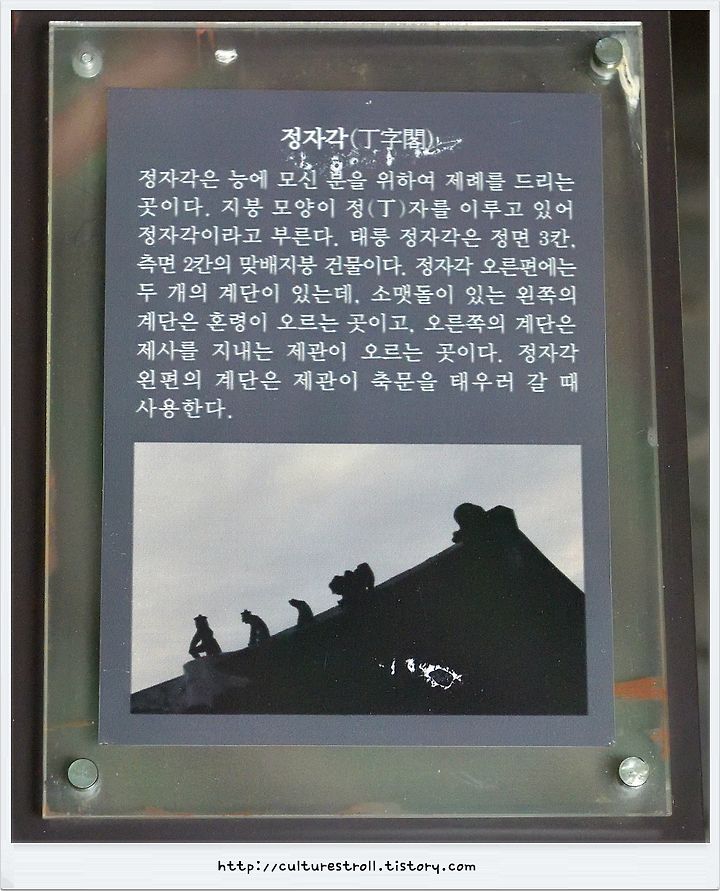 정자각(丁字閣)
정자각은 능에 모신 분을 위하여 제례를 드리는
곳이다. 지붕 모양이 정(丁)자를 이루고 있어
정자각이라고 부른다. 태릉 정자각은 정면 3칸,
측면 2칸의 맞배지붕 건물이다. 정자각 오른편에는
두 개의 계단이 있는데, 소맷돌이 있는 왼쪽의
계단은 혼령이 오르는 곳이고, 오른쪽의 계단은
제사를 지내는 제관이 오르는 곳이다. 정자각
왼편의 계단은 제관이 축문을 태우러 갈 때
사용한다.
http://culturestroll.tistory.com